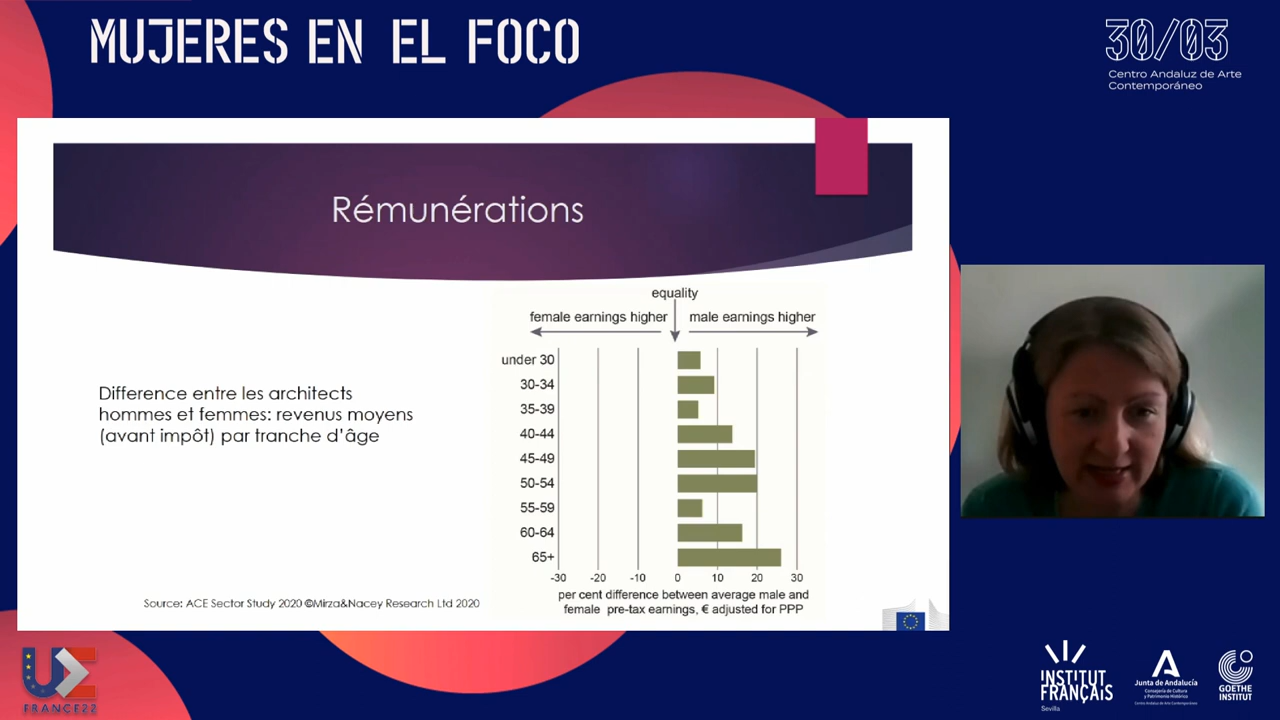 MUJERES EN EL FOCO
30/03
Centro Andaluz de Arte
Contemporáneo
Rémunérations
equality
female earnings higher
male earnings higher
Difference entre les architects
hommes et femmes: revenus moyens
(avant impôt) par tranche d'âge
under 30
30-34
35-39
40-44
45-49
50-54
55-59
60-64
65+
-30 -20 -10 0 10 20 30
per cent difference between average male and
female pre-tax earnings, € adjusted for PPP
Source: ACE Sector Study 2020 ©Mirza&Nacey Research Ltd 2020
UE
FRANCE22
INSTITUT
FRANÇAIS
Sevilla
Junta de Andalucía
Consejería de Cultura
y Patrimonio Histórico
Centro Andaluz de Arte Contemporáneo
GOETHE
INSTITUT